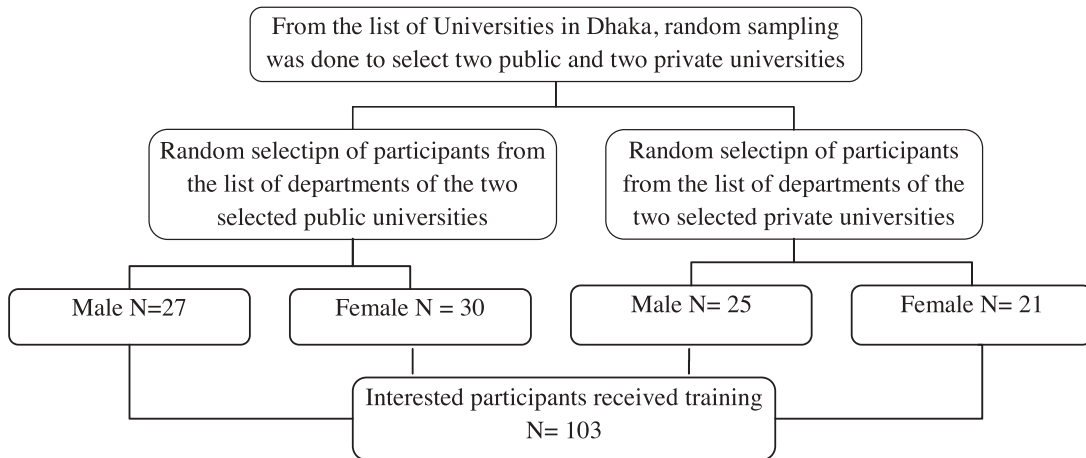 From the list of Universities in Dhaka, random sampling
was done to select two public and two private universities
Random selectipn of participants from
the list of departments of the two
selected public universities
Random selectipn of participants
from the list of departments of the
two selected private universities
Male N=27
Female N = 30
Male N= 25
Female N= 21
Interested participants received training
N= 103